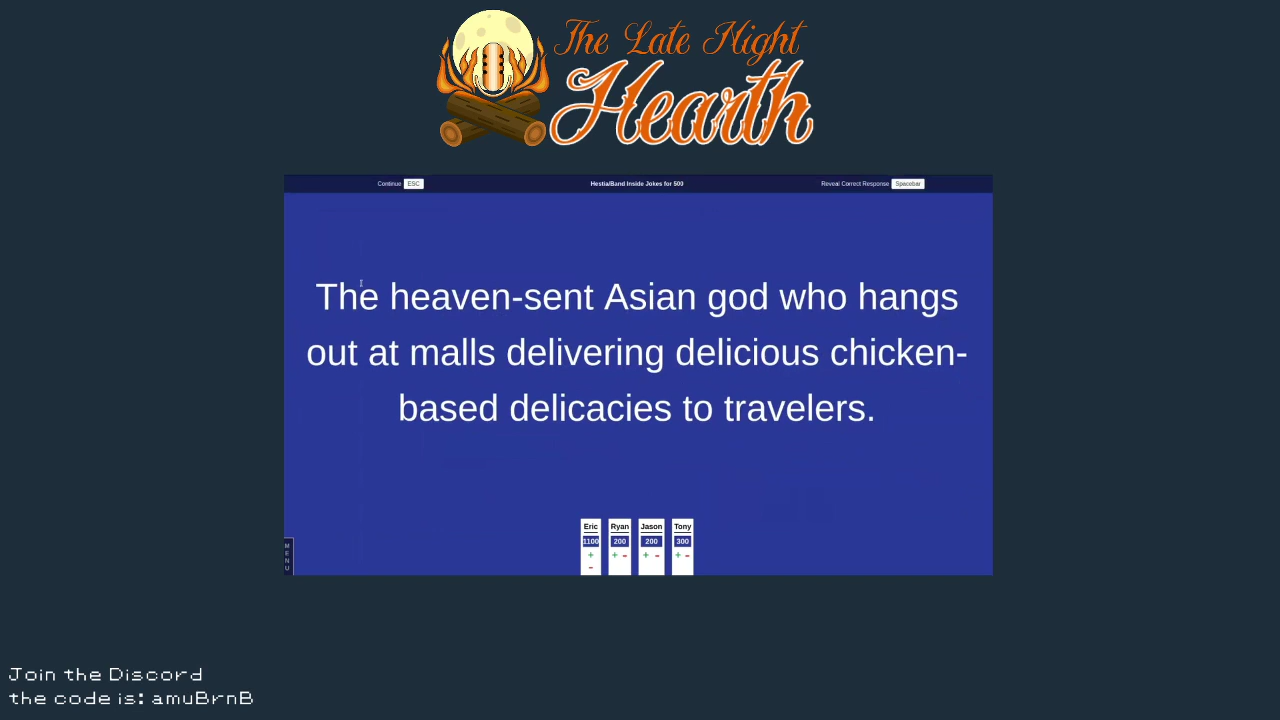 The Late Night
Hearth
Continue ESC
Hestia/Band Inside Jokes for 500
Reveal Correct Response Spacebar
The heaven-sent Asian god who hangs
out at malls delivering delicious chicken-
based delicacies to travelers.
Eric Ryan Jason Tony
1100 200 200 300
+ + - + - + -
-
MENU
Join the Discord
the code is: amuBrnB